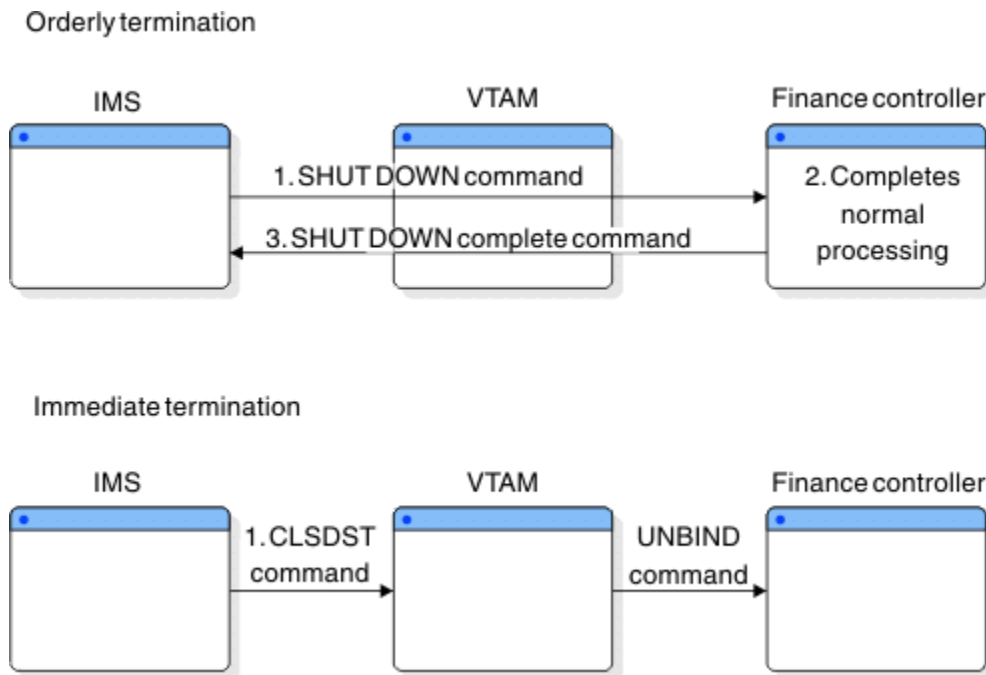 Orderly termination
IMS
VTAM
Finance controller
1. SHUT DOWN command
2. Completes
normal
processing
3. SHUT DOWN complete command
Immediate termination
IMS
VTAM
Finance controller
1. CLSDST
command
UNBIND
command